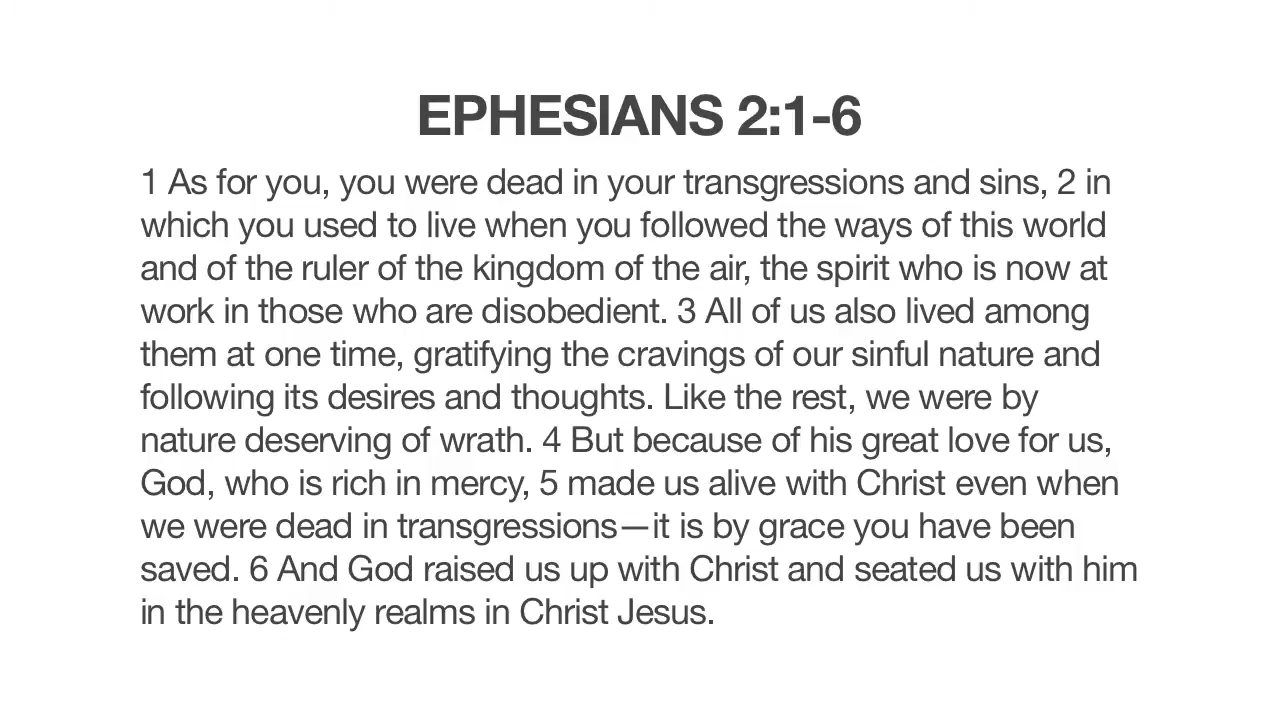 EPHESIANS 2:1-6
1 As for you, you were dead in your transgressions and sins, 2 in
which you used to live when you followed the ways of this world
and of the ruler of the kingdom of the air, the spirit who is now at
work in those who are disobedient. 3 All of us also lived among
them at one time, gratifying the cravings of our sinful nature and
following its desires and thoughts. Like the rest, we were by
nature deserving of wrath. 4 But because of his great love for us,
God, who is rich in mercy, 5 made us alive with Christ even when
we were dead in transgressions—it is by grace you have been
saved. 6 And God raised us up with Christ and seated us with him
in the heavenly realms in Christ Jesus.